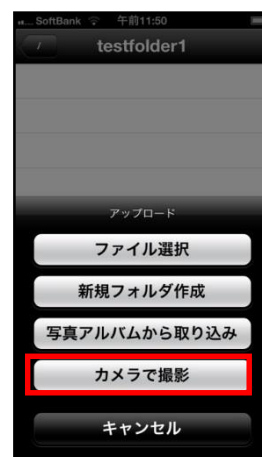 SoftBank 午前11:50
/ testfolder1
アップロード
ファイル選択
新規フォルダ作成
写真アルバムから取り込み
カメラで撮影
キャンセル